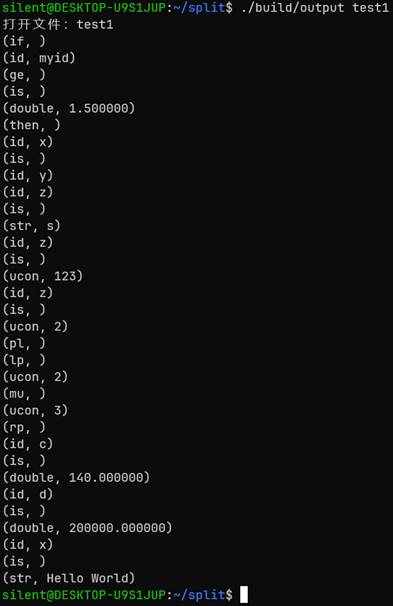 silent@DESKTOP-U9S1JUP:~/split$ ./build/output test1
打开文件: test1
(if, )
(id, myid)
(ge, )
(is, )
(double, 1.500000)
(then, )
(id, x)
(is, )
(id, y)
(id, z)
(is, )
(str, s)
(id, z)
(is, )
(ucon, 123)
(id, z)
(is, )
(ucon, 2)
(pl, )
(lp, )
(ucon, 2)
(mu, )
(ucon, 3)
(rp, )
(id, c)
(is, )
(double, 140.000000)
(id, d)
(is, )
(double, 200000.000000)
(id, x)
(is, )
(str, Hello World)
silent@DESKTOP-U9S1JUP:~/split$